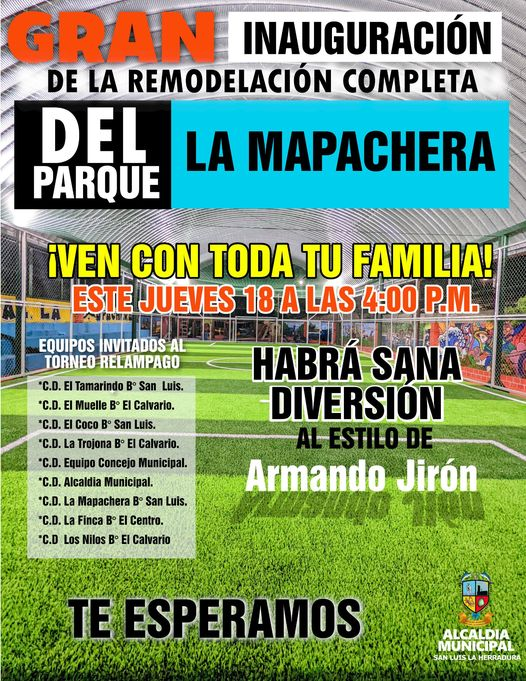 GRAN INAUGURACIÓN
DE LA REMODELACIÓN COMPLETA
DEL
PARQUE
LA MAPACHERA
¡VEN CON TODA TU FAMILIA!
ESTE JUEVES 18 A LAS 4:00 P.M.
EQUIPOS INVITADOS AL
TORNEO RELAMPAGO
*C.D. El Tamarindo B° San Luis.
*C.D. El Muelle B° El Calvario.
*C.D. El Coco B° San Luis.
*C.D. La Trojona B° El Calvario.
*C.D. Equipo Concejo Municipal.
*C.D. Alcaldia Municipal.
*C.D. La Mapachera B° San Luis.
*C.D. La Finca B° El Centro.
*C.D Los Nilos B° El Calvario
HABRÁ SANA
DIVERSIÓN
AL ESTILO DE
Armando Jirón
TE ESPERAMOS
ALCALDIA
MUNICIPAL
SAN LUIS LA HERRADURA